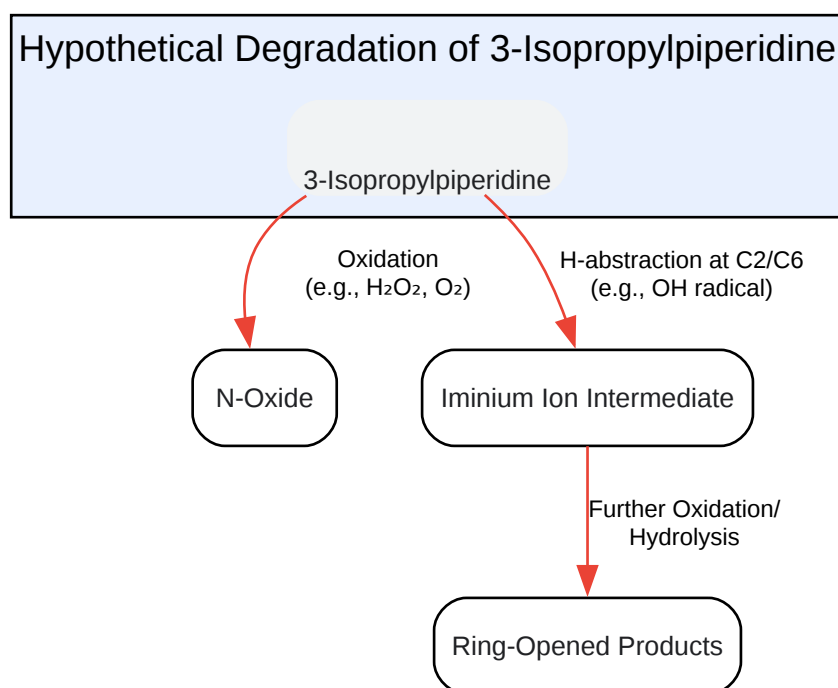 Hypothetical Degradation of 3-Isopropylpiperidine
3-Isopropylpiperidine
Oxidation
(e.g., H₂O₂, O₂)
H-abstraction at C2/C6
(e.g., OH radical)
N-Oxide
Iminium Ion Intermediate
Further Oxidation/
Hydrolysis
Ring-Opened Products